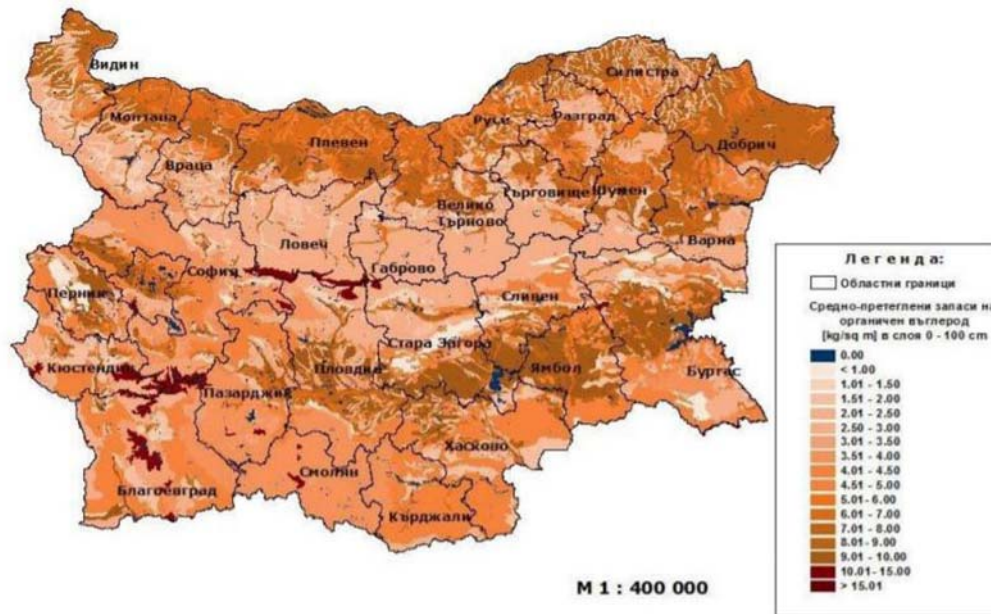 Видин
Силистра
Монтана
Русе
Разград
Плевен
Добрич
Враца
Търговище
Шумен
Велико
Търново
Варна
Ловеч
Габрово
София
Перник
Сливен
Стара Загора
Кюстендил
Пловдив
Ямбол
Бургас
Пазарджик
Хасково
Смолян
Благоевград
Кърджали
М 1 : 400 000
Легенда:
Областни граници
Средно-претеглени запаси на
органичен въглерод
[kg/sq m] в слоя 0 - 100 cm
0.00
< 1.00
1.01 - 1.50
1.51 - 2.00
2.01 - 2.50
2.50 - 3.00
3.01 - 3.50
3.51 - 4.00
4.01 - 4.50
4.51 - 5.00
5.01- 6.00
6.01 - 7.00
7.01 - 8.00
8.01- 9.00
9.01 - 10.00
10.01- 15.00
> 15.01